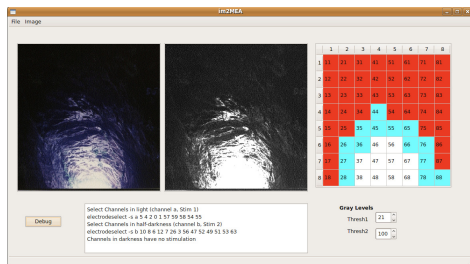 im2MEA
File Image
1 2 3 4 5 6 7 8
1 11 21 31 41 51 61 71 81
2 12 22 32 42 52 62 72 82
3 13 23 33 43 53 63 73 83
4 14 24 34 44 54 64 74 84
5 15 25 35 45 55 65 75 85
6 16 26 36 46 56 66 76 86
7 17 27 37 47 57 67 77 87
8 18 28 38 48 58 68 78 88
Select Channels in light (channel a, Stim 1)
electrodeselect -s a 5 4 2 0 1 57 59 58 54 55
Select Channels in half-darkness (channel b, Stim 2)
electrodeselect -s b 10 8 6 12 7 26 3 56 47 52 49 51 53 63
Channels in darkness have no stimulation
Debug
Gray Levels
Thresh1 21
Thresh2 100